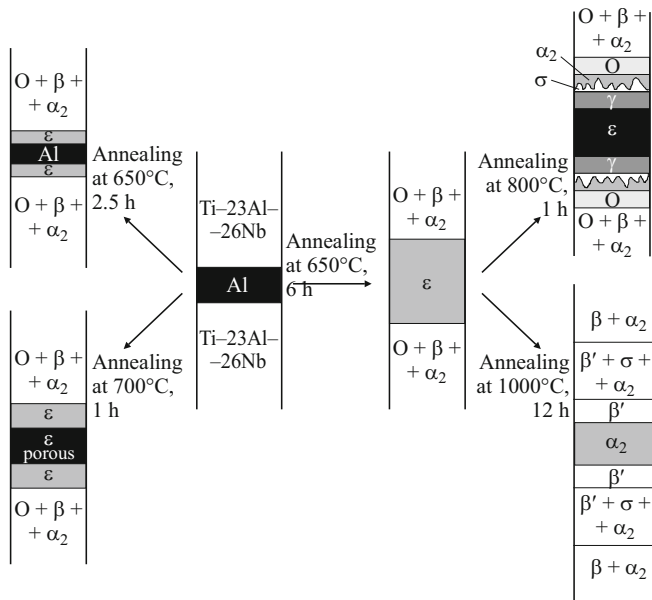 O + β +
+ α2
ε
Al
ε
O + β +
+ α2
Annealing
at 650°C,
2.5 h
O + β +
+ α2
ε
ε
porous
ε
O + β +
+ α2
Annealing
at 700°C,
1 h
Ti–23Al–
–26Nb
Al
Ti–23Al–
–26Nb
Annealing
at 650°C,
6 h
O + β +
+ α2
ε
O + β +
+ α2
Annealing
at 800°C,
1 h
O + β +
+ α2
O
α2
σ
γ
ε
γ
O
O + β +
+ α2
Annealing
at 1000°C,
12 h
β + α2
β′ + σ +
+ α2
β′
α2
β′
β′ + σ +
+ α2
β + α2